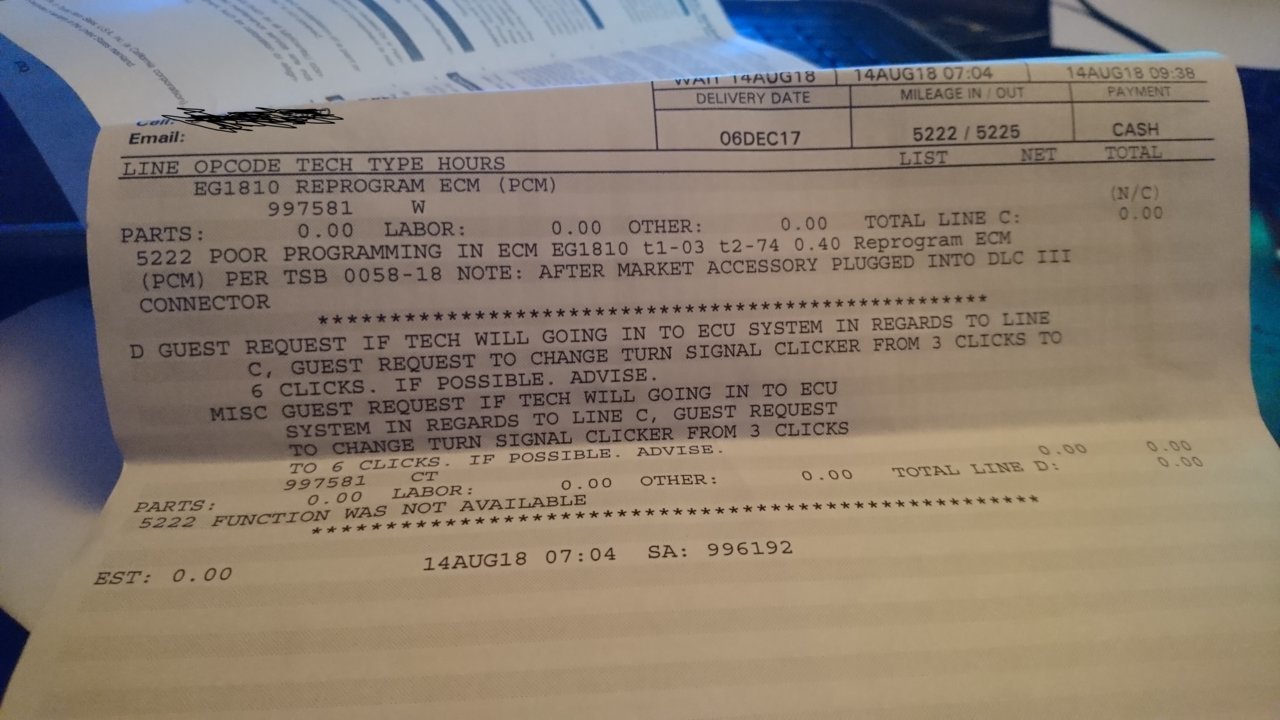 WAIT 14AUG18 14AUG18 07:04 14AUG18 09:38
DELIVERY DATE MILEAGE IN / OUT PAYMENT
Cell:
Email:
06DEC17 5222 / 5225 CASH
LINE OPCODE TECH TYPE HOURS LIST NET TOTAL
EG1810 REPROGRAM ECM (PCM)
997581 W (N/C)
PARTS: 0.00 LABOR: 0.00 OTHER: 0.00 TOTAL LINE C: 0.00
5222 POOR PROGRAMMING IN ECM EG1810 t1-03 t2-74 0.40 Reprogram ECM
(PCM) PER TSB 0058-18 NOTE: AFTER MARKET ACCESSORY PLUGGED INTO DLC III
CONNECTOR
****************************************************
D GUEST REQUEST IF TECH WILL GOING IN TO ECU SYSTEM IN REGARDS TO LINE
C, GUEST REQUEST TO CHANGE TURN SIGNAL CLICKER FROM 3 CLICKS TO
6 CLICKS. IF POSSIBLE. ADVISE.
MISC GUEST REQUEST IF TECH WILL GOING IN TO ECU
SYSTEM IN REGARDS TO LINE C, GUEST REQUEST
TO CHANGE TURN SIGNAL CLICKER FROM 3 CLICKS
TO 6 CLICKS. IF POSSIBLE. ADVISE.
997581 CT 0.00 0.00
PARTS: 0.00 LABOR: 0.00 OTHER: 0.00 TOTAL LINE D: 0.00
5222 FUNCTION WAS NOT AVAILABLE
****************************************************
EST: 0.00 14AUG18 07:04 SA: 996192